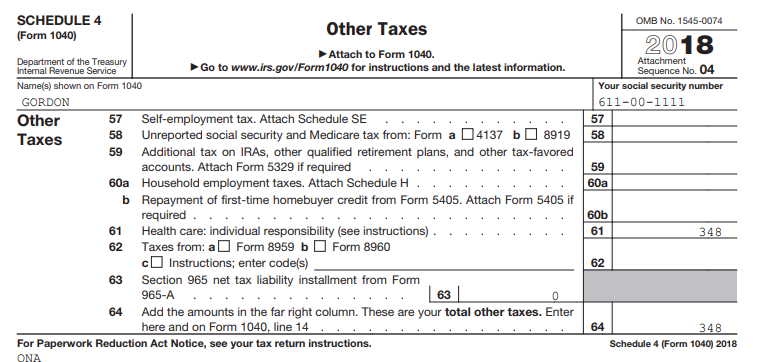 SCHEDULE 4
(Form 1040)
Department of the Treasury
Internal Revenue Service
Other Taxes
▶ Attach to Form 1040.
▶ Go to www.irs.gov/Form1040 for instructions and the latest information.
OMB No. 1545-0074
2018
Attachment
Sequence No. 04
Name(s) shown on Form 1040
GORDON
Your social security number
611-00-1111
Other
Taxes
57 Self-employment tax. Attach Schedule SE . . . . . . . . . . . 57
58 Unreported social security and Medicare tax from: Form a ☐ 4137 b ☐ 8919 58
59 Additional tax on IRAs, other qualified retirement plans, and other tax-favored
accounts. Attach Form 5329 if required . . . . . . . . . . . . 59
60a Household employment taxes. Attach Schedule H . . . . . . . . . 60a
b Repayment of first-time homebuyer credit from Form 5405. Attach Form 5405 if
required . . . . . . . . . . . . . . . . . . . . . 60b
61 Health care: individual responsibility (see instructions) . . . . . . . . 61 348
62 Taxes from: a ☐ Form 8959 b ☐ Form 8960
c ☐ Instructions; enter code(s) 62
63 Section 965 net tax liability installment from Form
965-A . . . . . . . . . . . . 63 0
64 Add the amounts in the far right column. These are your total other taxes. Enter
here and on Form 1040, line 14 . . . . . . . . . . . . . . 64 348
For Paperwork Reduction Act Notice, see your tax return instructions. Schedule 4 (Form 1040) 2018
QNA